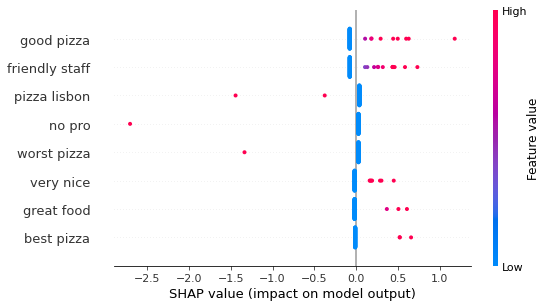 High
good pizza
friendly staff
pizza lisbon
no pro
worst pizza
very nice
great food
best pizza
Feature value
Low
−2.5 −2.0 −1.5 −1.0 −0.5 0.0 0.5 1.0
SHAP value (impact on model output)